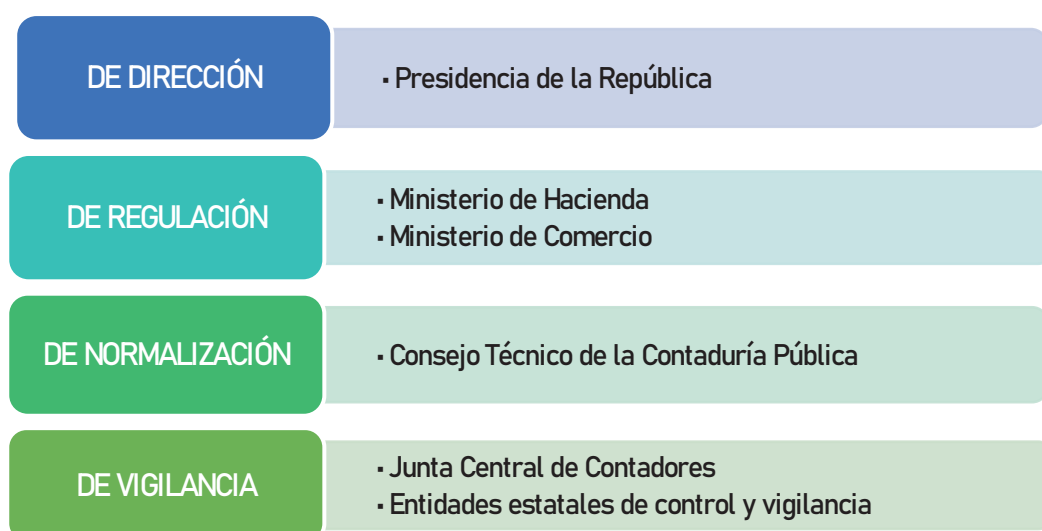 DE DIRECCIÓN
▪ Presidencia de la República
DE REGULACIÓN
▪ Ministerio de Hacienda
▪ Ministerio de Comercio
DE NORMALIZACIÓN
▪ Consejo Técnico de la Contaduría Pública
DE VIGILANCIA
▪ Junta Central de Contadores
▪ Entidades estatales de control y vigilancia